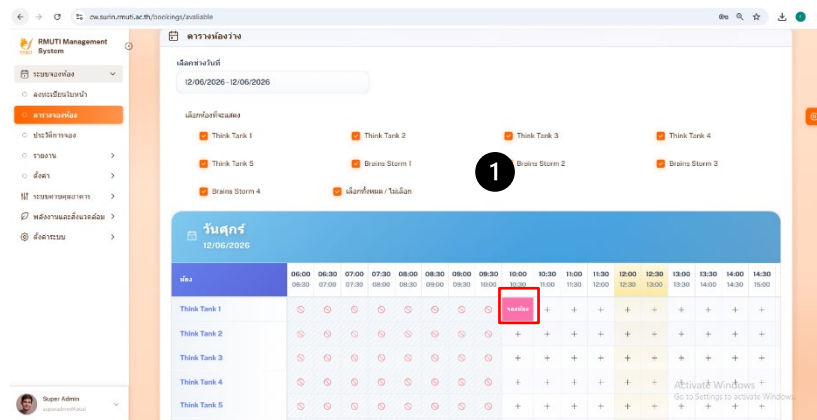 cw.surin.rmuti.ac.th/bookings/avaliable
RMUTI Management System
ระบบจองห้อง
ลงทะเบียนใบหน้า
ตารางจองห้อง
ประวัติการจอง
รายงาน
ตั้งค่า
ระบบควบคุมอาคาร
พลังงานและสิ่งแวดล้อม
ตั้งค่าระบบ
Super Admin
ตารางห้องว่าง
เลือกช่วงวันที่
12/06/2026 - 12/06/2026
เลือกห้องที่จะแสดง
Think Tank 1 Think Tank 2 Think Tank 3 Think Tank 4
Think Tank 5 Brains Storm 1 Brains Storm 2 Brains Storm 3
Brains Storm 4 เลือกทั้งหมด / ไม่เลือก
1
วันศุกร์
12/06/2026
ห้อง 06:00 06:30 07:00 07:30 08:00 08:30 09:00 09:30 10:00 10:30 11:00 11:30 12:00 12:30 13:00 13:30 14:00 14:30
06:30 07:00 07:30 08:00 08:30 09:00 09:30 10:00 10:30 11:00 11:30 12:00 12:30 13:00 13:30 14:00 14:30 15:00
Think Tank 1 จองห้อง + + + + + + + + +
Think Tank 2 + + + + + + + + + +
Think Tank 3 + + + + + + + + + +
Think Tank 4 + + + + + + + + + +
Think Tank 5 + + + + + + + + + +
Activate Windows
Go to Settings to activate Windows.